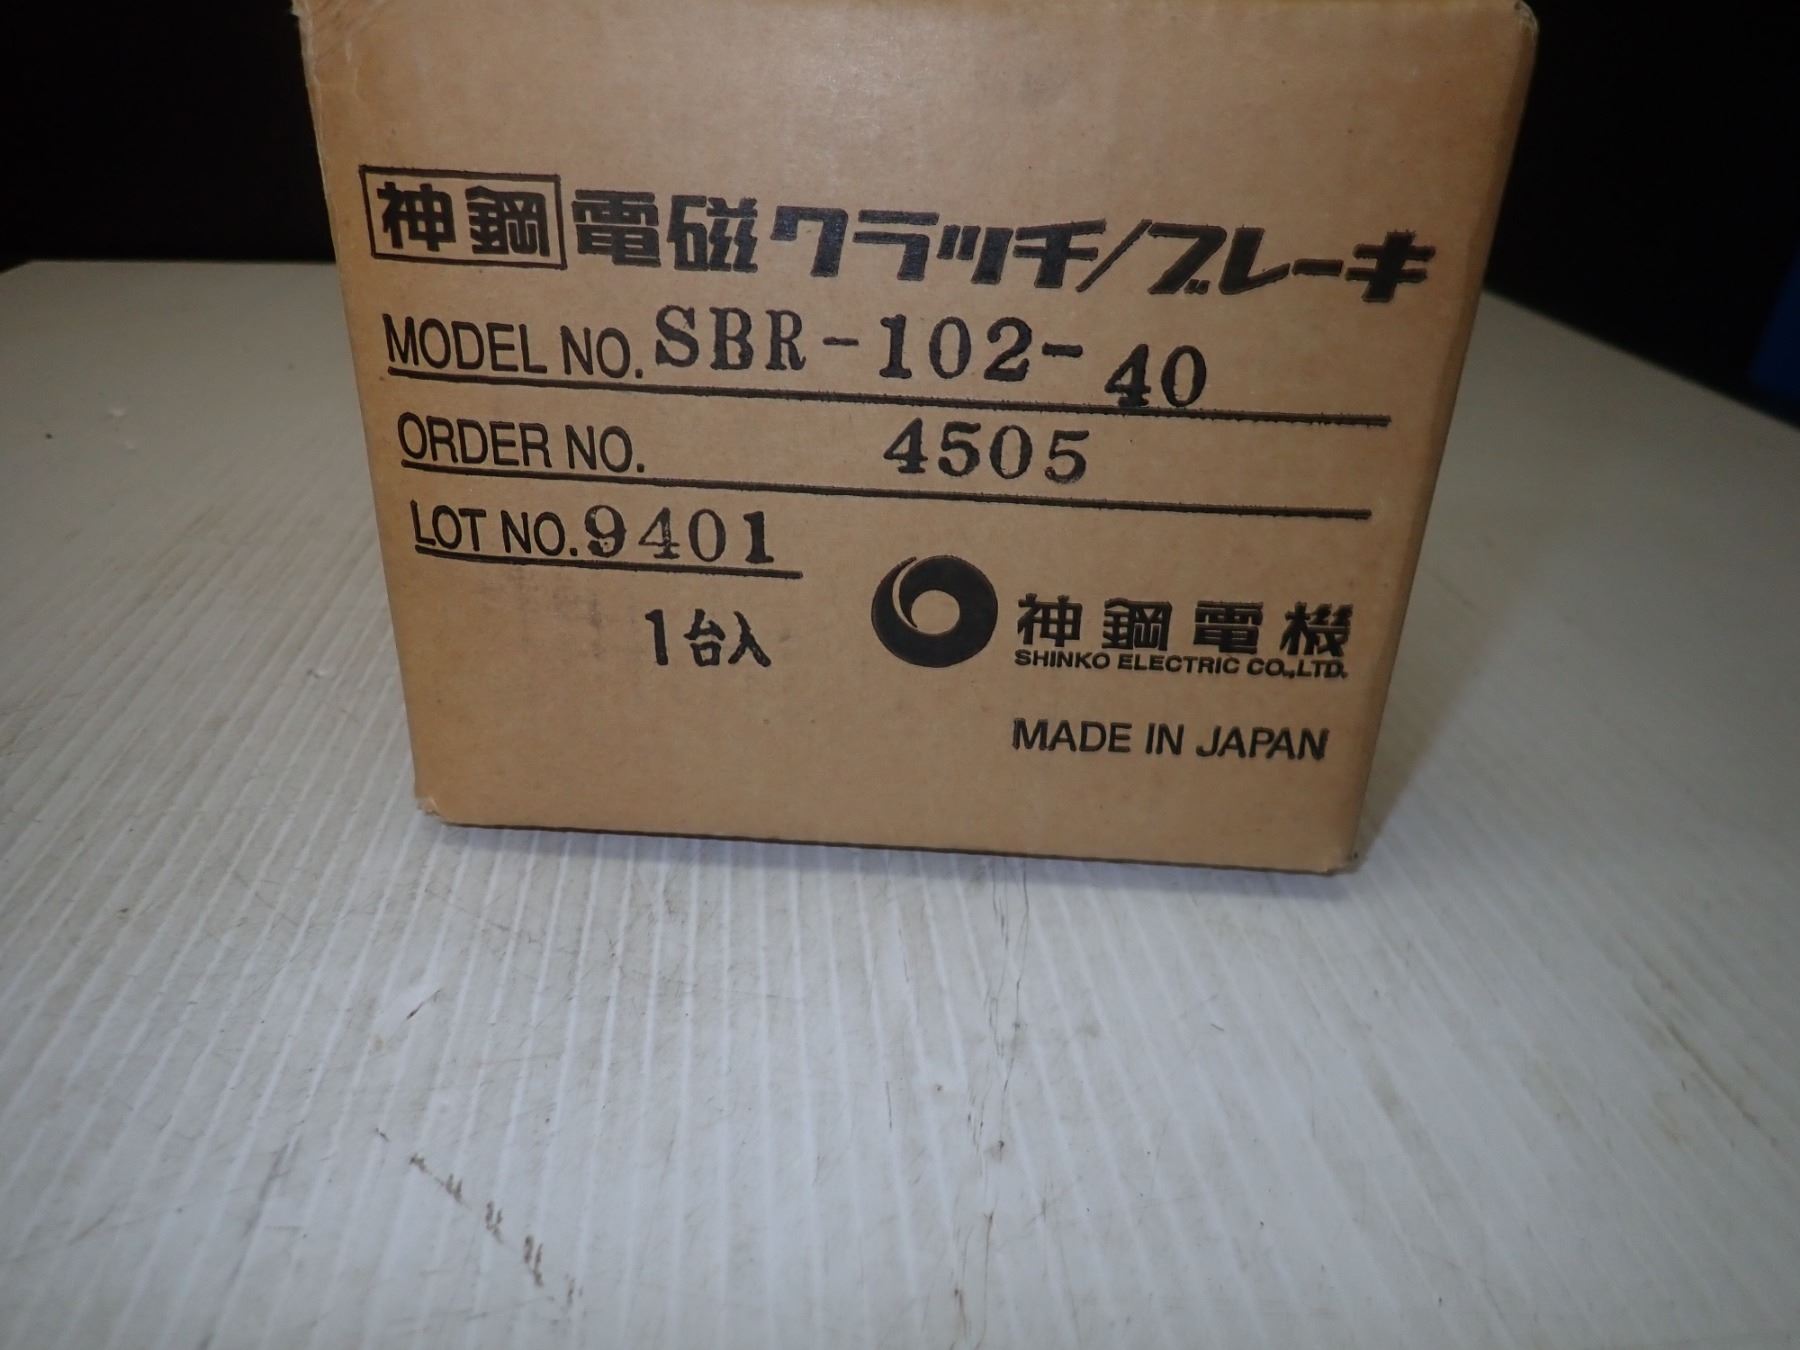 神鋼 電磁クラッチ/ブレーキ
MODEL NO. SBR-102-40
ORDER NO. 4505
LOT NO. 9401
1台入
神鋼電機
SHINKO ELECTRIC CO.,LTD.
MADE IN JAPAN